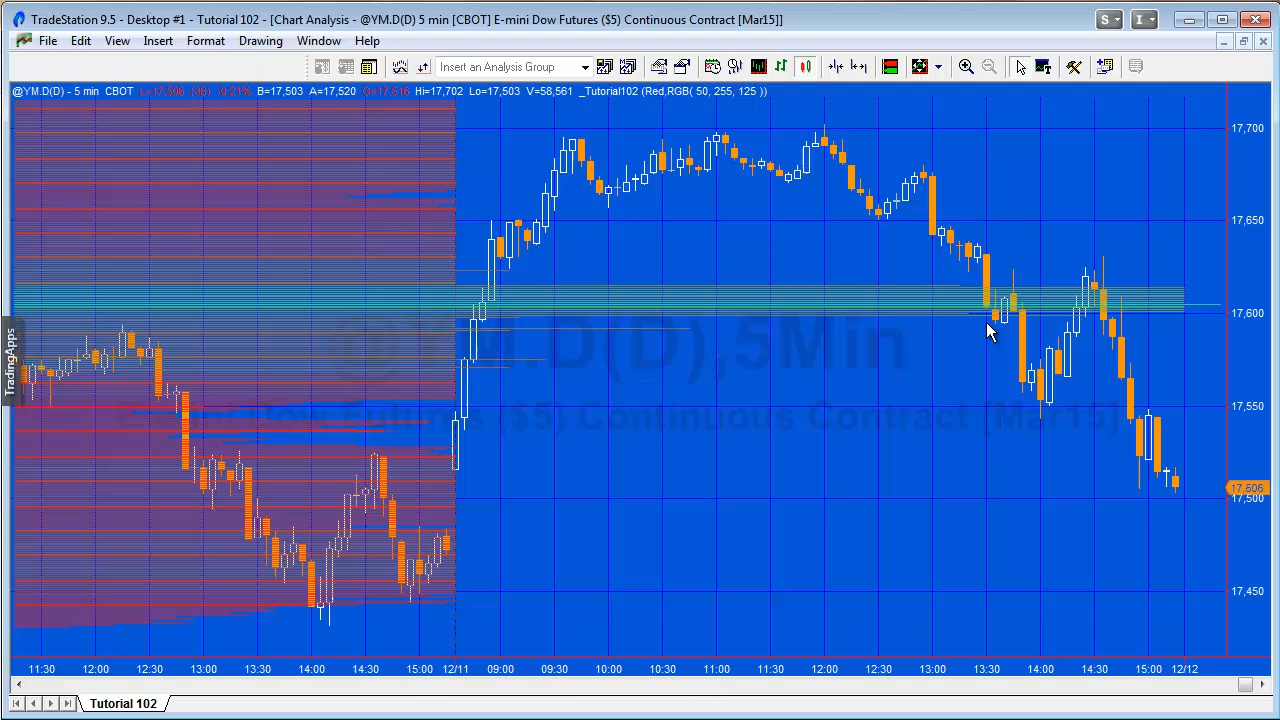 TradeStation 9.5 - Desktop #1 - Tutorial 102 - [Chart Analysis - @YM.D(D) 5 min [CBOT] E-mini Dow Futures ($5) Continuous Contract [Mar15]]
S I
File Edit View Insert Format Drawing Window Help
Insert an Analysis Group
@YM.D(D) - 5 min CBOT L=17,506 (36) -0.21% B=17,503 A=17,520 O=17,516 Hi=17,702 Lo=17,503 V=58,561 _Tutorial102 (Red,RGB( 50, 255, 125 ))
17,700
17,650
17,600
@YM.D(D),5Min
TradingApps
17,550
E-mini Dow Futures ($5) Continuous Contract [Mar15]
17,506
17,500
17,450
11:30 12:00 12:30 13:00 13:30 14:00 14:30 15:00 12/11 09:00 09:30 10:00 10:30 11:00 11:30 12:00 12:30 13:00 13:30 14:00 14:30 15:00 12/12
Tutorial 102